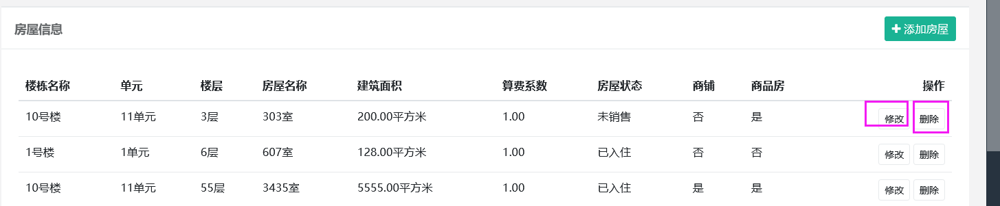 房屋信息
添加房屋
楼栋名称 单元 楼层 房屋名称 建筑面积 算费系数 房屋状态 商铺 商品房 操作
10号楼 11单元 3层 303室 200.00平方米 1.00 未销售 否 是 修改 删除
1号楼 1单元 6层 607室 128.00平方米 1.00 已入住 否 否 修改 删除
10号楼 11单元 55层 3435室 5555.00平方米 1.00 已入住 是 是 修改 删除